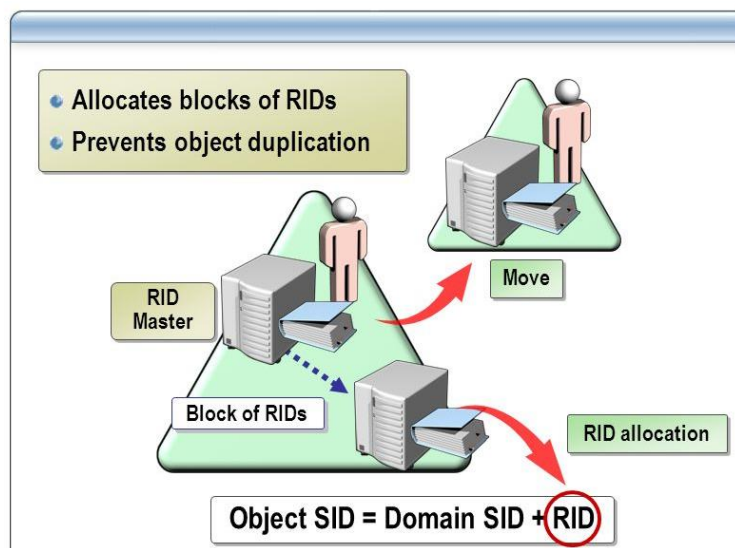 Allocates blocks of RIDs
Prevents object duplication
Move
RID
Master
Block of RIDs
RID allocation
Object SID = Domain SID + RID